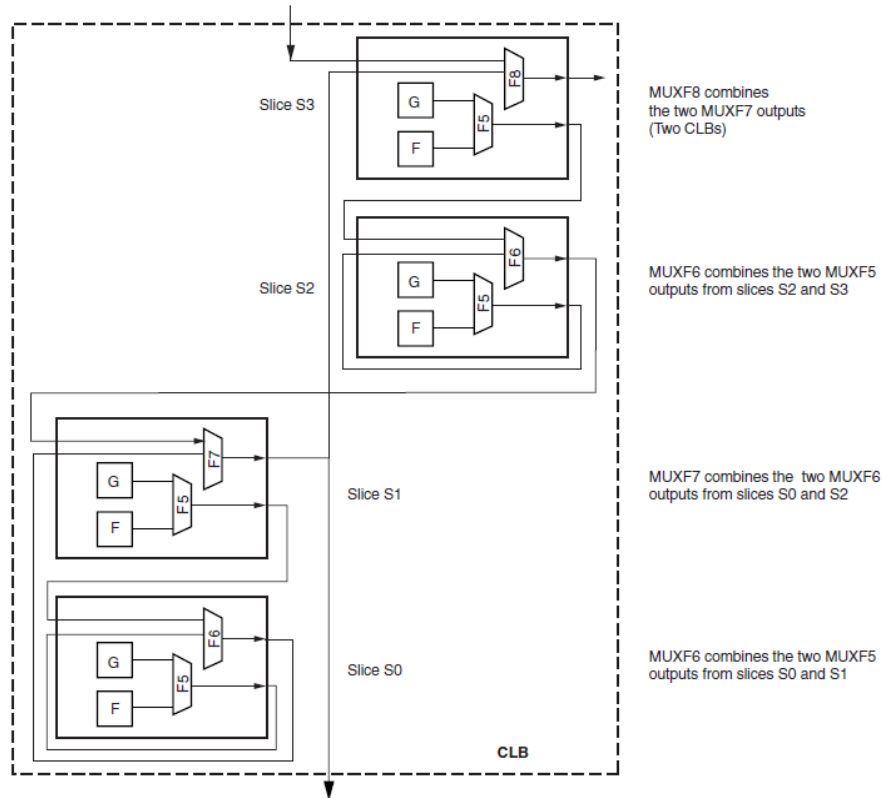 Slice S3
F8
G
F5
F
MUXF8 combines
the two MUXF7 outputs
(Two CLBs)
Slice S2
F6
G
F5
F
MUXF6 combines the two MUXF5
outputs from slices S2 and S3
F7
G
F5
F
Slice S1
MUXF7 combines the two MUXF6
outputs from slices S0 and S2
F6
G
F5
F
Slice S0
MUXF6 combines the two MUXF5
outputs from slices S0 and S1
CLB